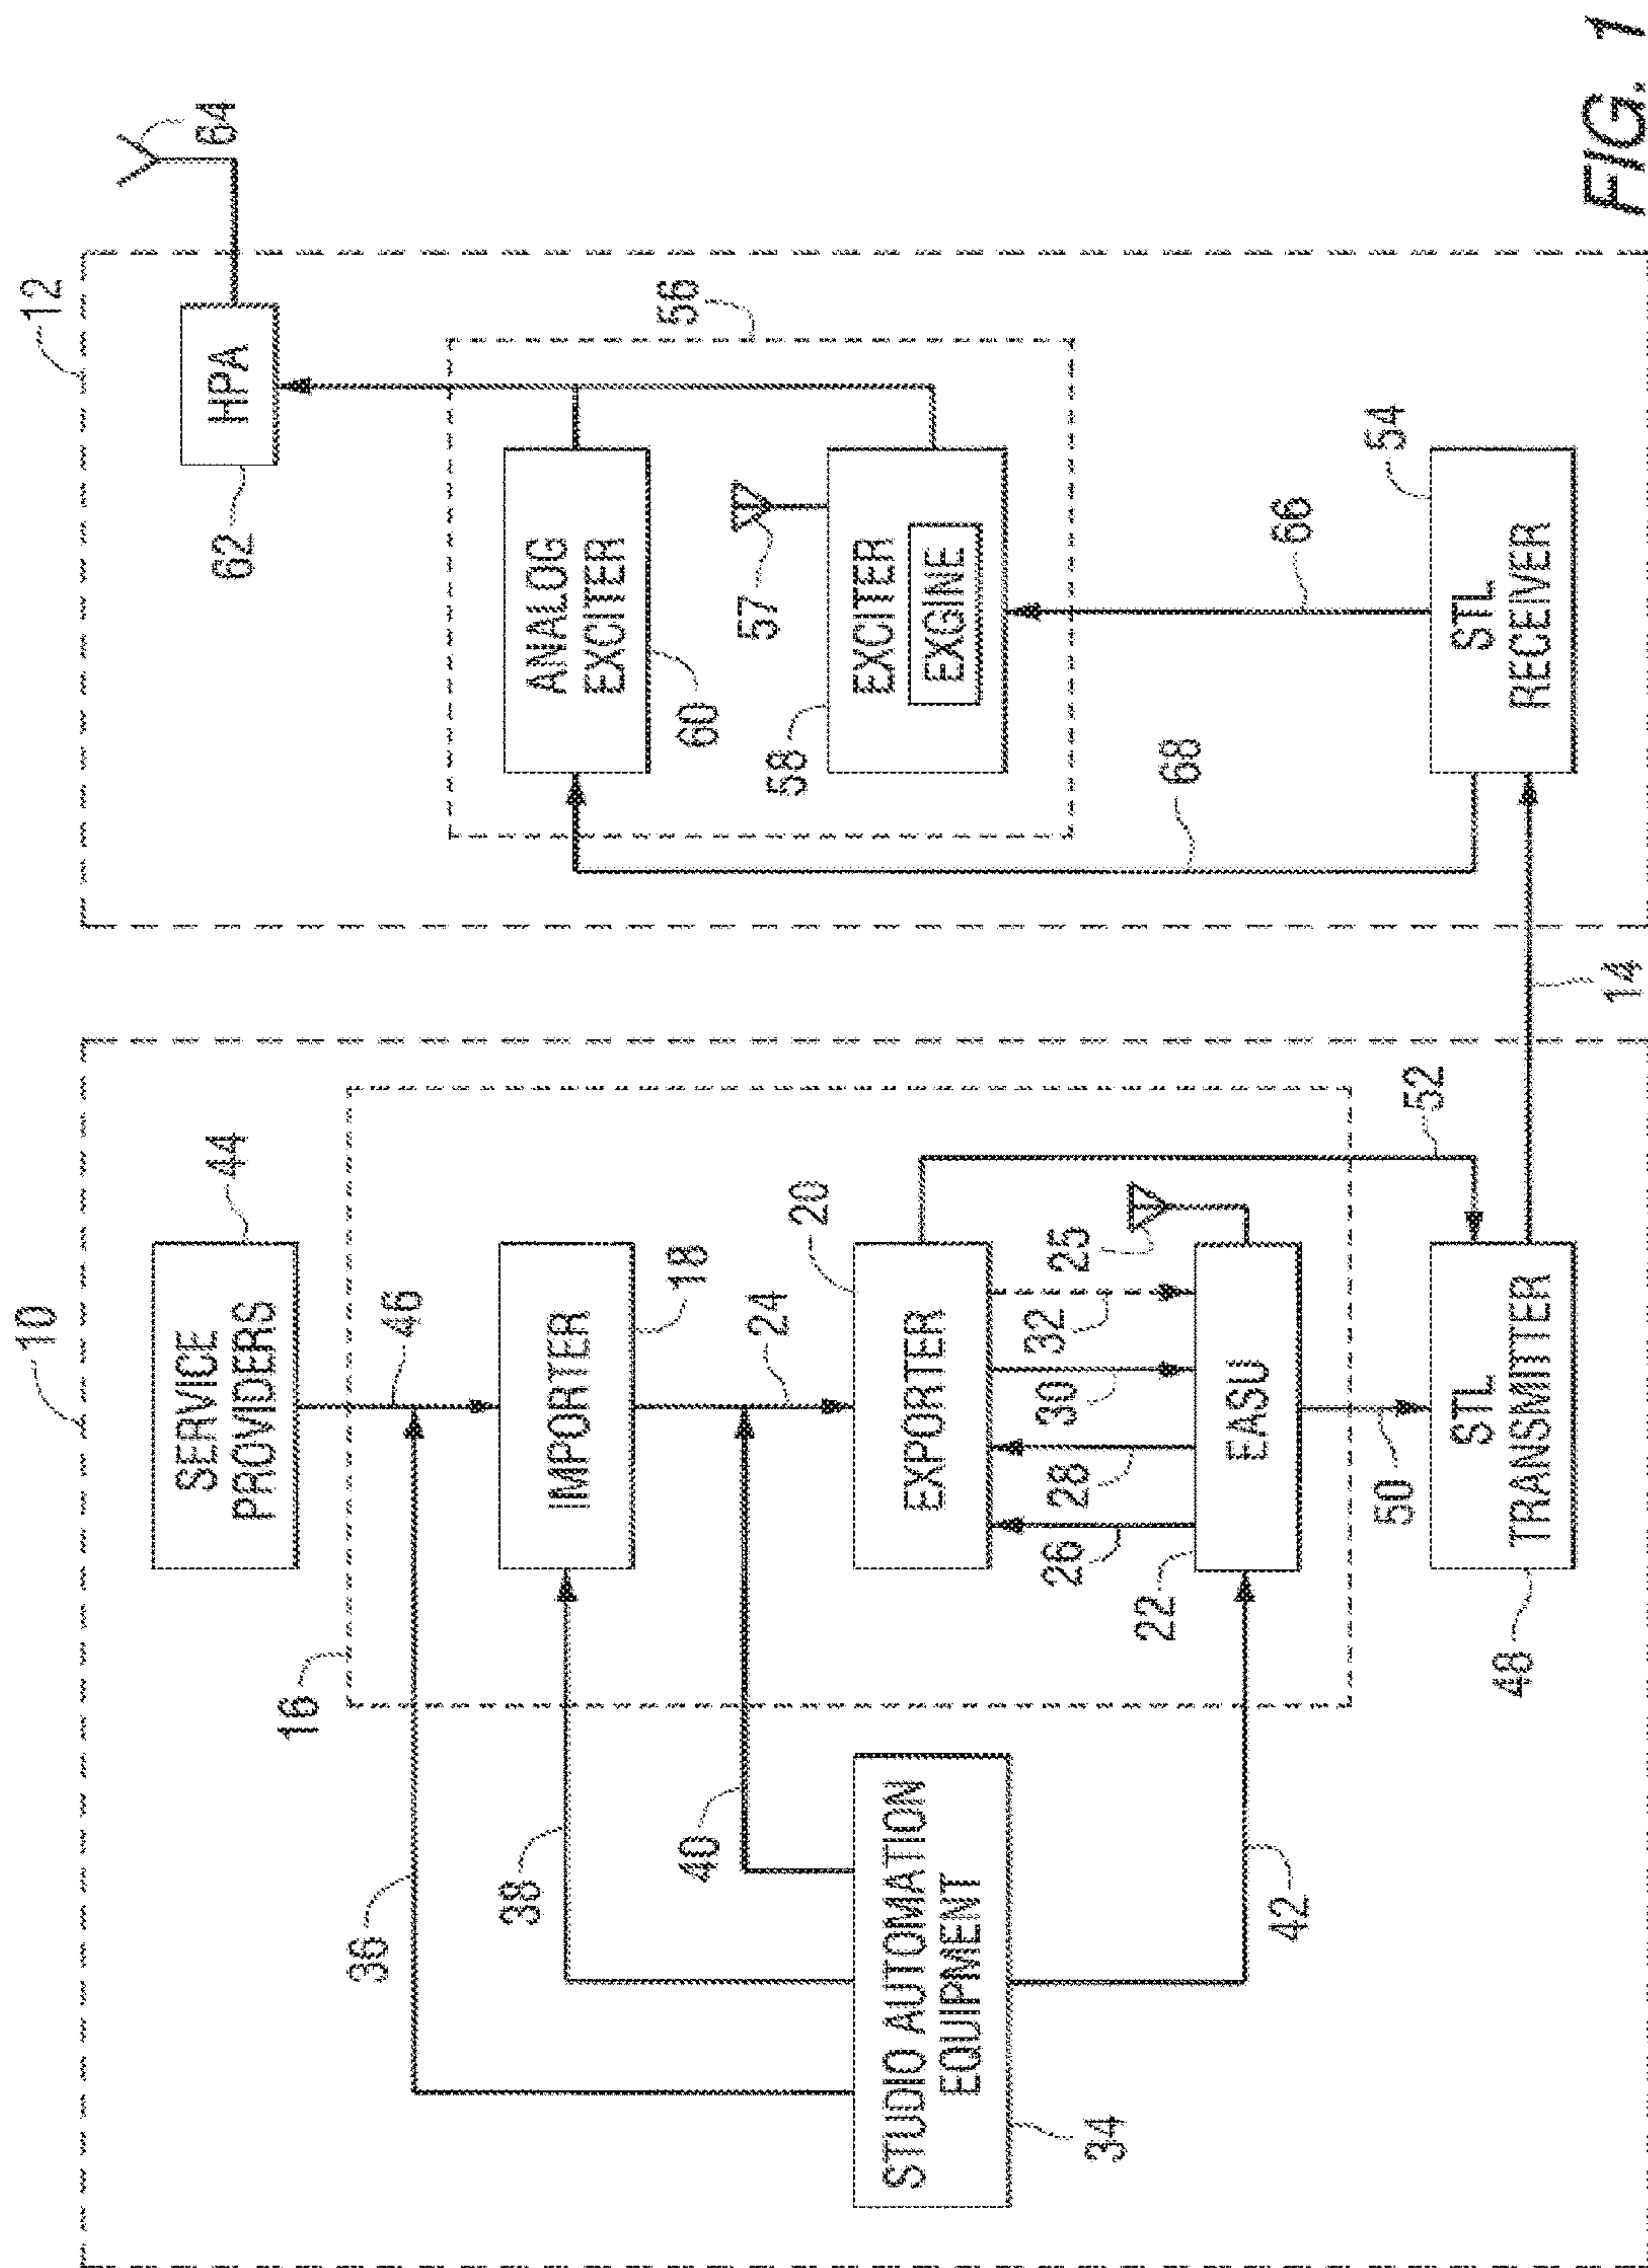 10
44
SERVICE
PROVIDERS
46
36
16
38
IMPORTER
18
24
40
STUDIO AUTOMATION
EQUIPMENT
34
EXPORTER
20
26
28
30
32
25
22
EASU
42
50
52
STL
TRANSMITTER
48
14
12
64
HPA
62
56
ANALOG
EXCITER
60
57
58
EXCITER
EXGINE
66
68
54
STL
RECEIVER
FIG. 1